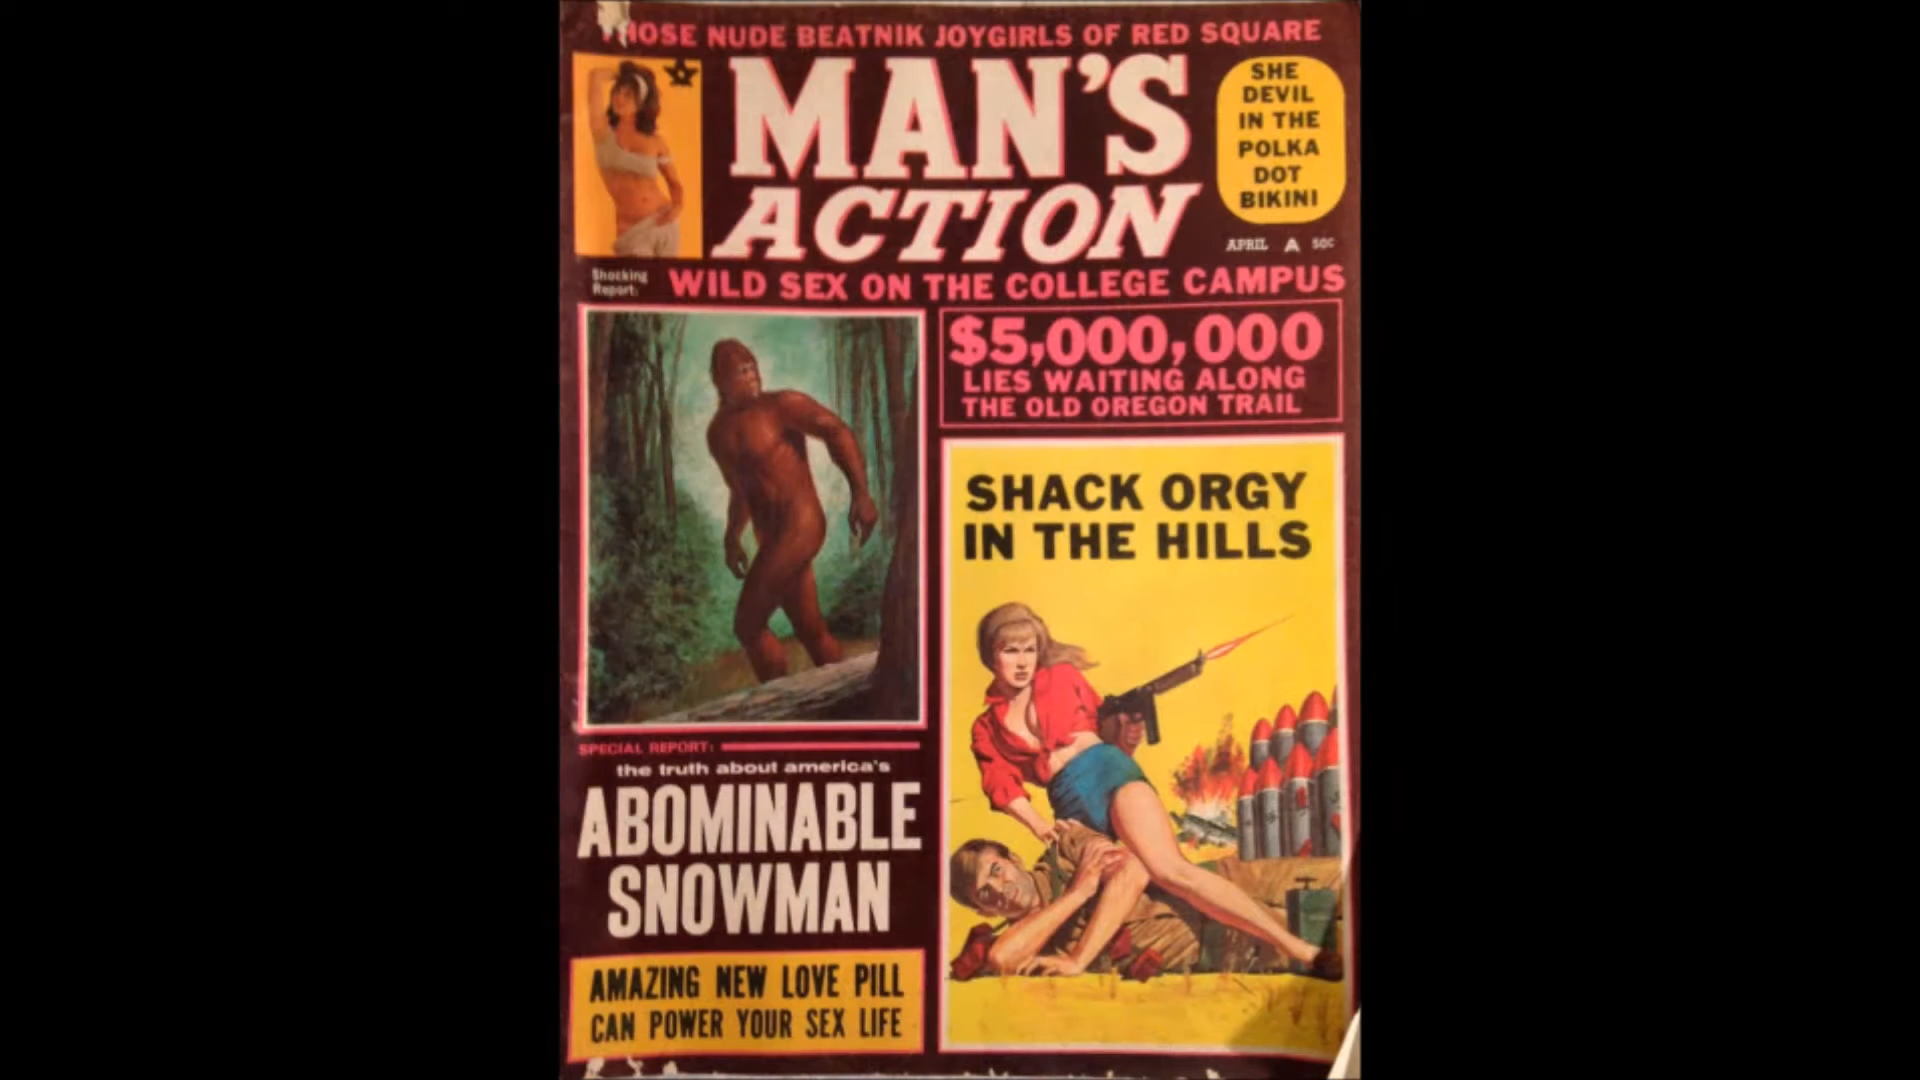 THOSE NUDE BEATNIK JOYGIRLS OF RED SQUARE
MAN'S
ACTION
SHE
DEVIL
IN THE
POLKA
DOT
BIKINI
APRIL A 50C
Shocking
Report:
WILD SEX ON THE COLLEGE CAMPUS
$5,000,000
LIES WAITING ALONG
THE OLD OREGON TRAIL
SHACK ORGY
IN THE HILLS
SPECIAL REPORT:
the truth about america's
ABOMINABLE
SNOWMAN
AMAZING NEW LOVE PILL
CAN POWER YOUR SEX LIFE